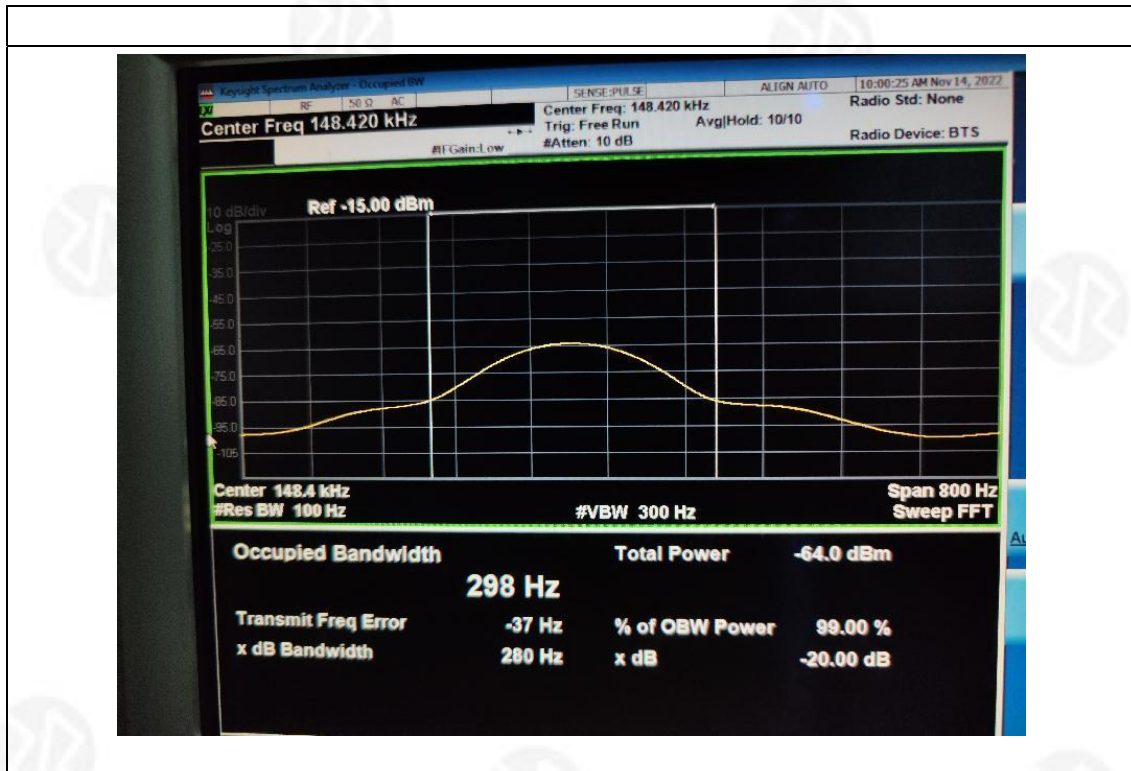 Keysight Spectrum Analyzer - Occupied BW
RF 50 Ω AC SENSE:PULSE ALIGN AUTO 10:00:25 AM Nov 14, 2022
Center Freq 148.420 kHz Center Freq: 148.420 kHz Radio Std: None
Trig: Free Run Avg|Hold: 10/10
#IFGain:Low #Atten: 10 dB Radio Device: BTS
10 dB/div Ref -15.00 dBm
Log
-25.0
-35.0
-45.0
-55.0
-65.0
-75.0
-85.0
-95.0
-105
Center 148.4 kHz Span 800 Hz
#Res BW 100 Hz #VBW 300 Hz Sweep FFT
Occupied Bandwidth Total Power -64.0 dBm
298 Hz
Transmit Freq Error -37 Hz % of OBW Power 99.00 %
x dB Bandwidth 280 Hz x dB -20.00 dB